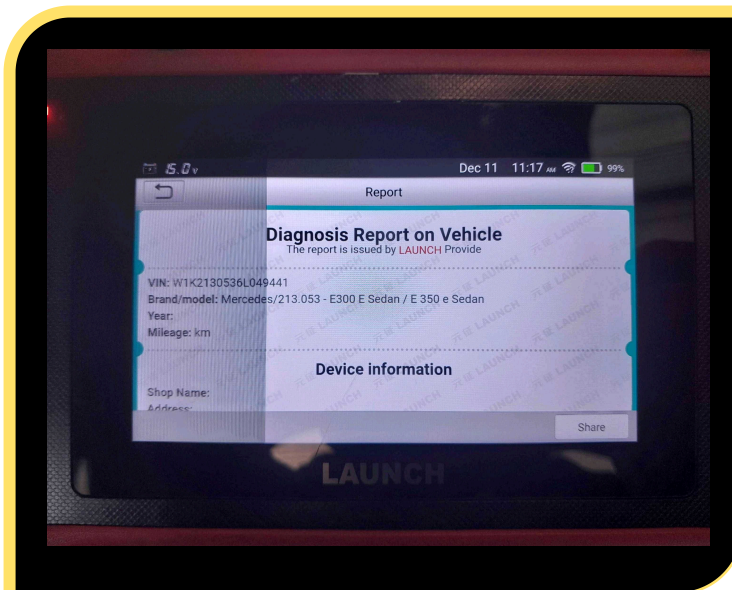 15.0v Dec 11 11:17 AM 99%
Report
Diagnosis Report on Vehicle
The report is issued by LAUNCH Provide
VIN: W1K2130536L049441
Brand/model: Mercedes/213.053 - E300 E Sedan / E 350 e Sedan
Year:
Mileage: km
Device information
Shop Name:
Address:
Share
LAUNCH